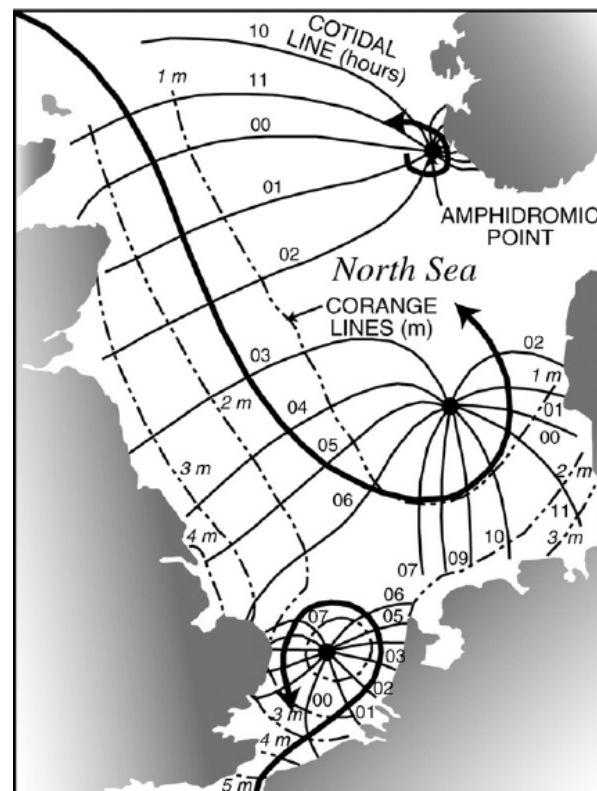 10
COTIDAL
LINE (hours)
1 m
11
00
01
AMPHIDROMIC
POINT
02
North Sea
CORANGE
LINES (m)
03
02
1 m
2 m
04
01
00
05
3 m
2 m
06
11
4 m
10
3 m
09
07
06
07
05
03
02
00
3 m
01
4 m
5 m